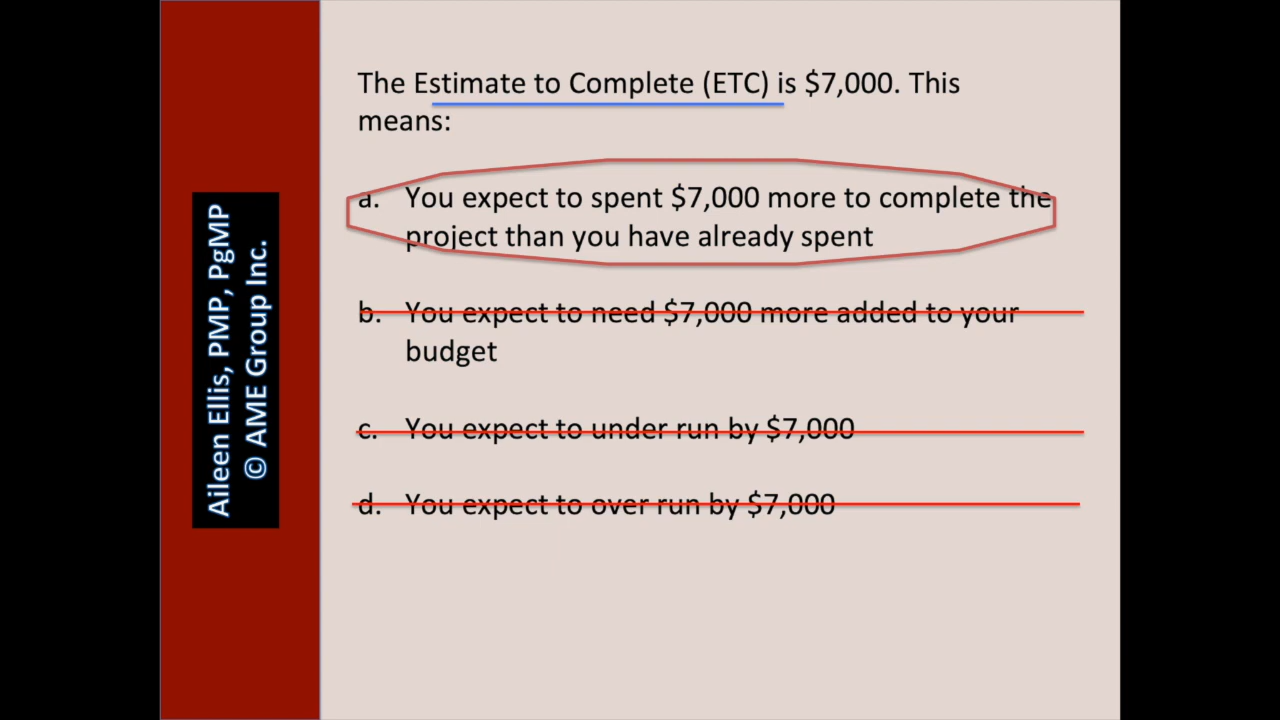 The Estimate to Complete (ETC) is $7,000. This
means:
a. You expect to spent $7,000 more to complete the
project than you have already spent
b. You expect to need $7,000 more added to your
budget
c. You expect to under run by $7,000
d. You expect to over run by $7,000
Aileen Ellis, PMP, PgMP
© AME Group Inc.